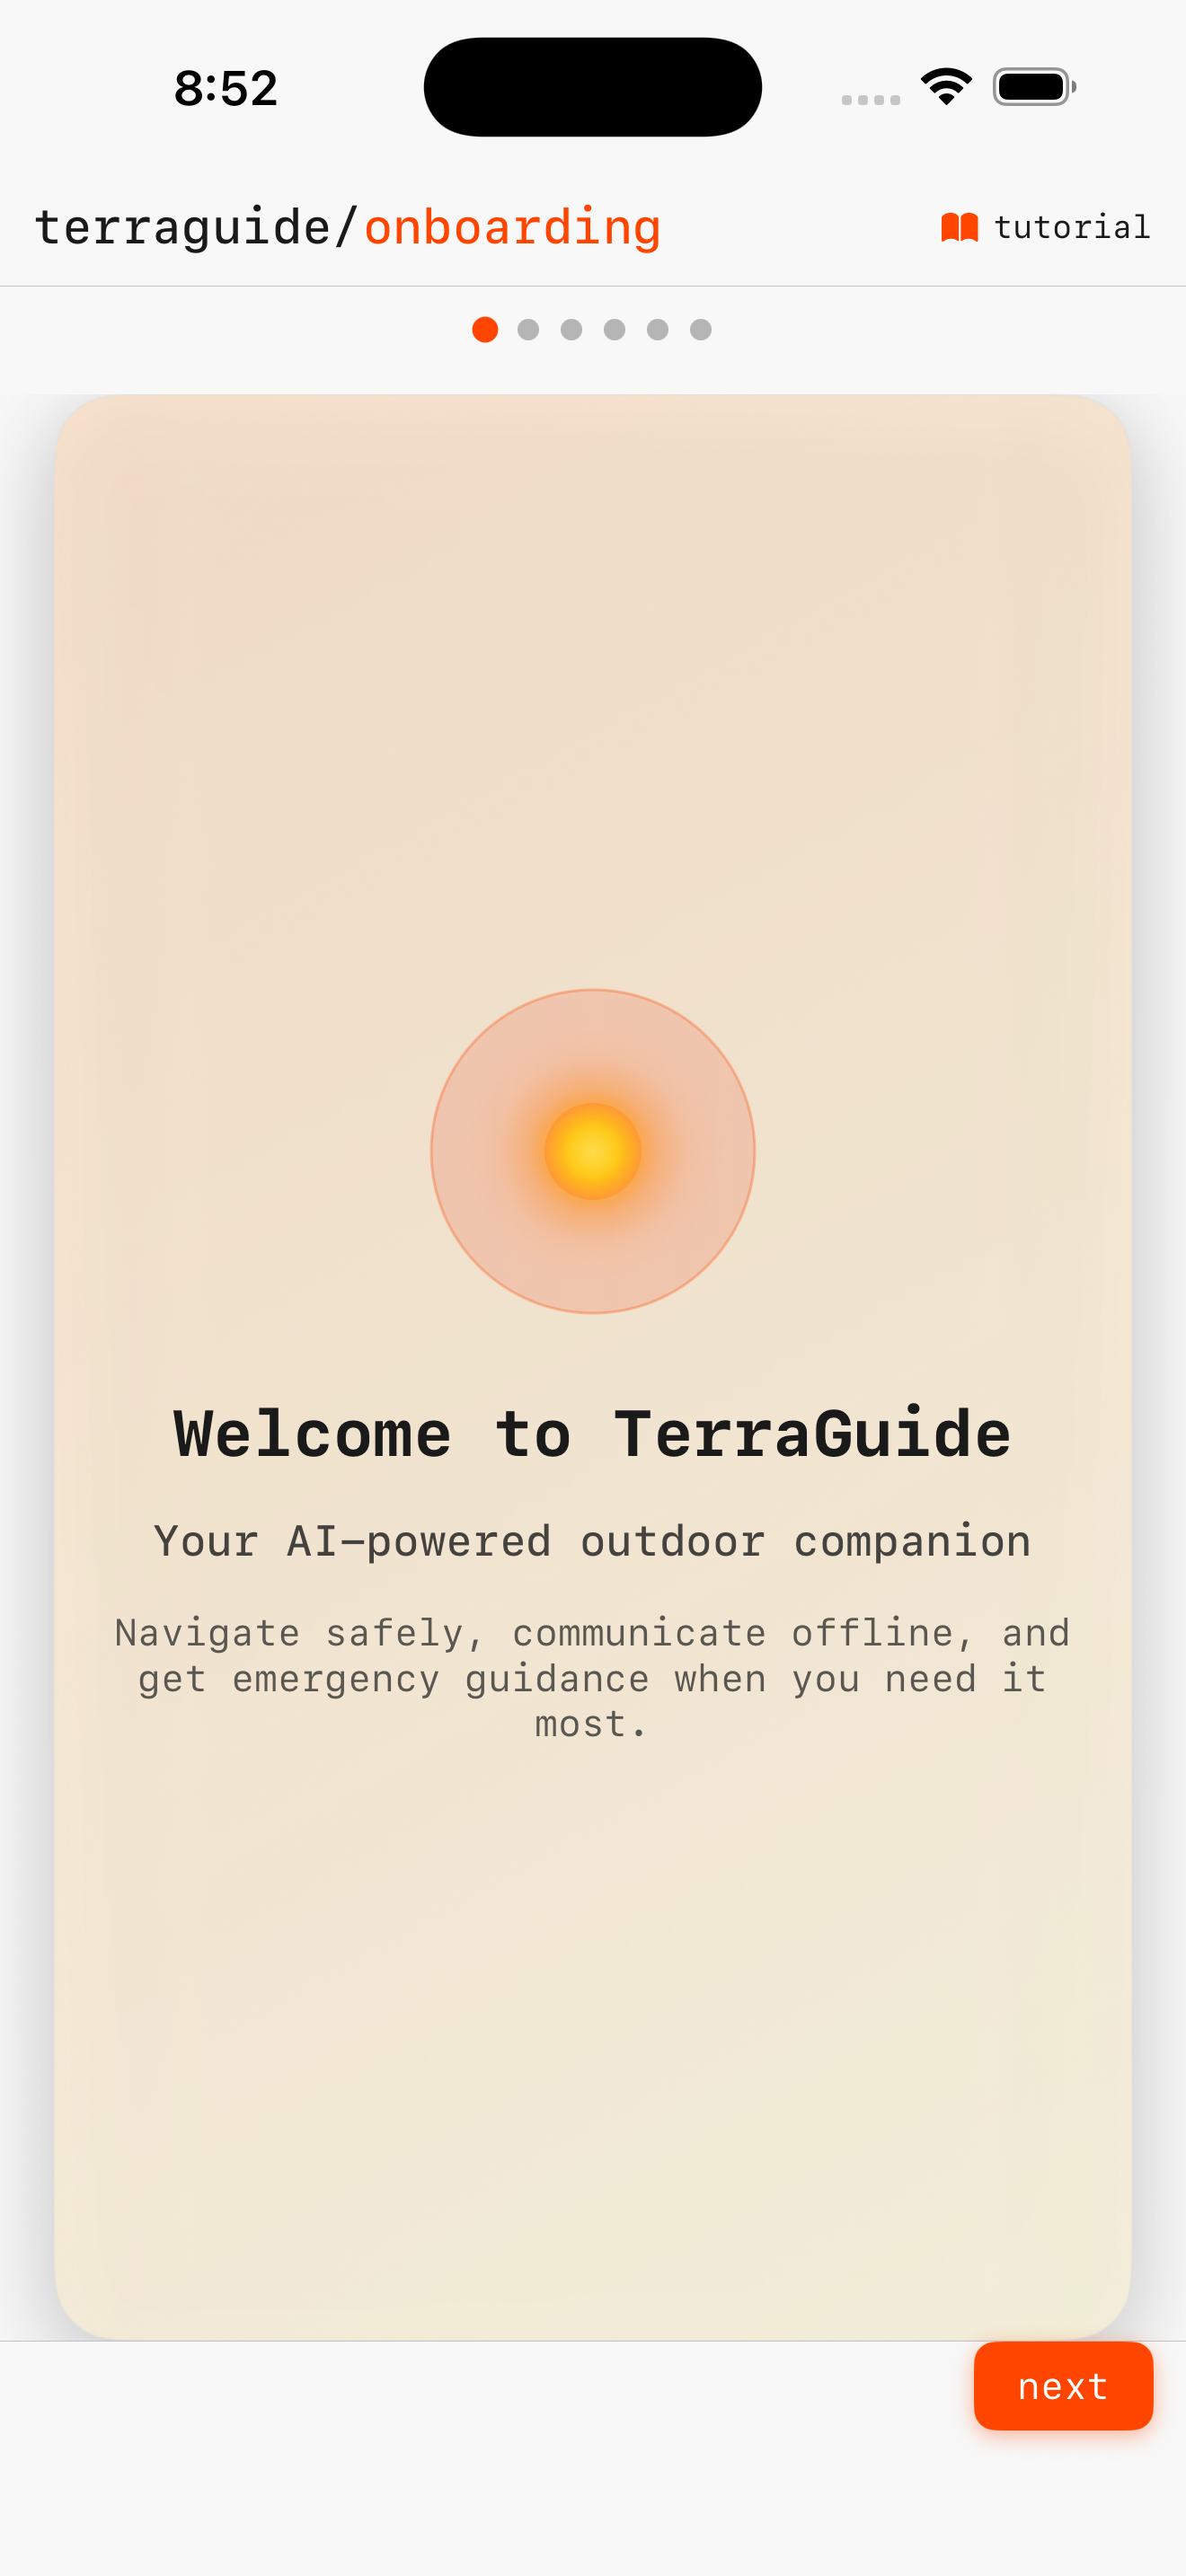 8:52
terraguide/onboarding
tutorial
Welcome to TerraGuide
Your AI-powered outdoor companion
Navigate safely, communicate offline, and
get emergency guidance when you need it
most.
next